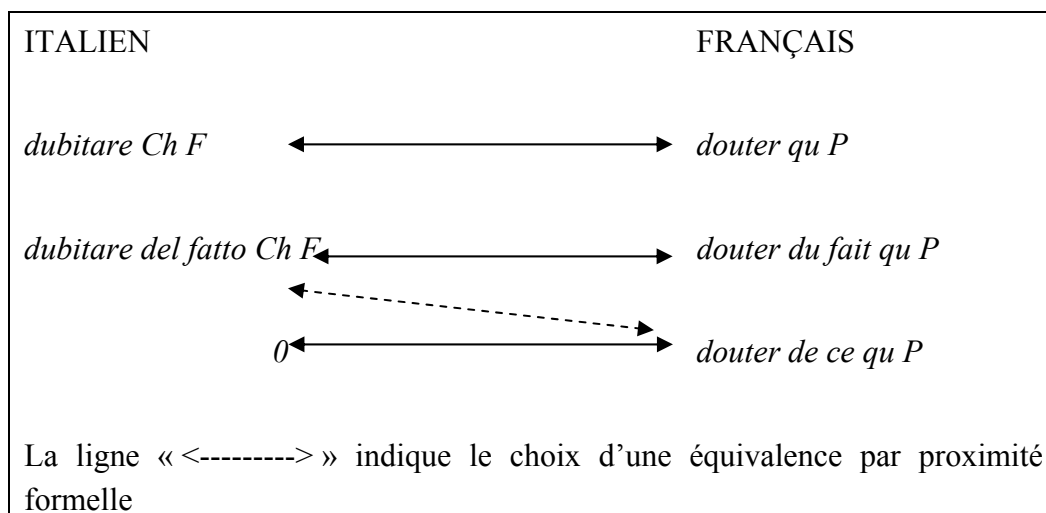 ITALIEN FRANÇAIS
dubitare Ch F douter qu P
dubitare del fatto Ch F douter du fait qu P
0 douter de ce qu P
La ligne « <---------> » indique le choix d’une équivalence par proximité
formelle